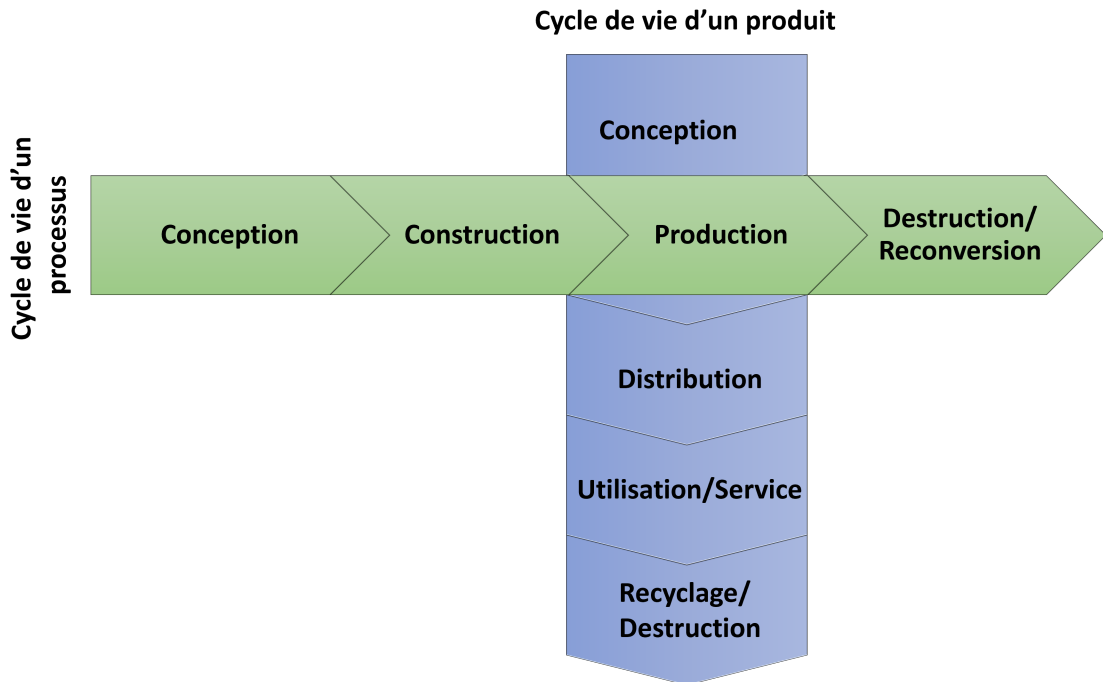 Cycle de vie d’un produit
Conception
Cycle de vie d’un
processus
Conception
Construction
Production
Destruction/
Reconversion
Distribution
Utilisation/Service
Recyclage/
Destruction